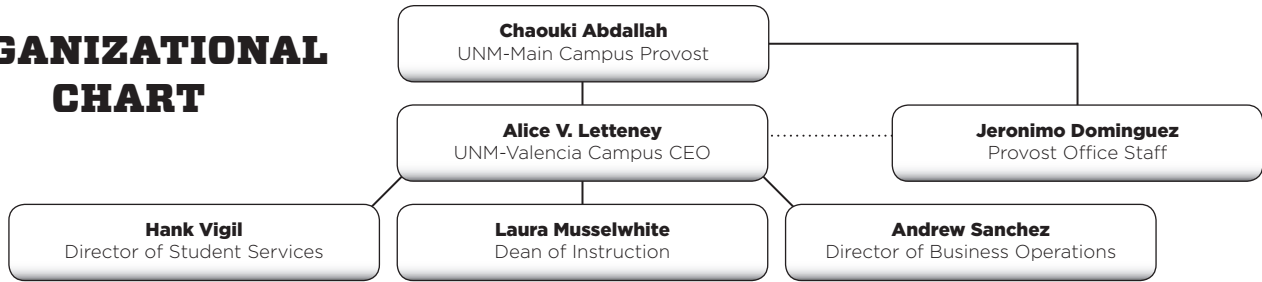 GANIZATIONAL
CHART
Chaouki Abdallah
UNM-Main Campus Provost
Alice V. Letteney
UNM-Valencia Campus CEO
Jeronimo Dominguez
Provost Office Staff
Hank Vigil
Director of Student Services
Laura Musselwhite
Dean of Instruction
Andrew Sanchez
Director of Business Operations